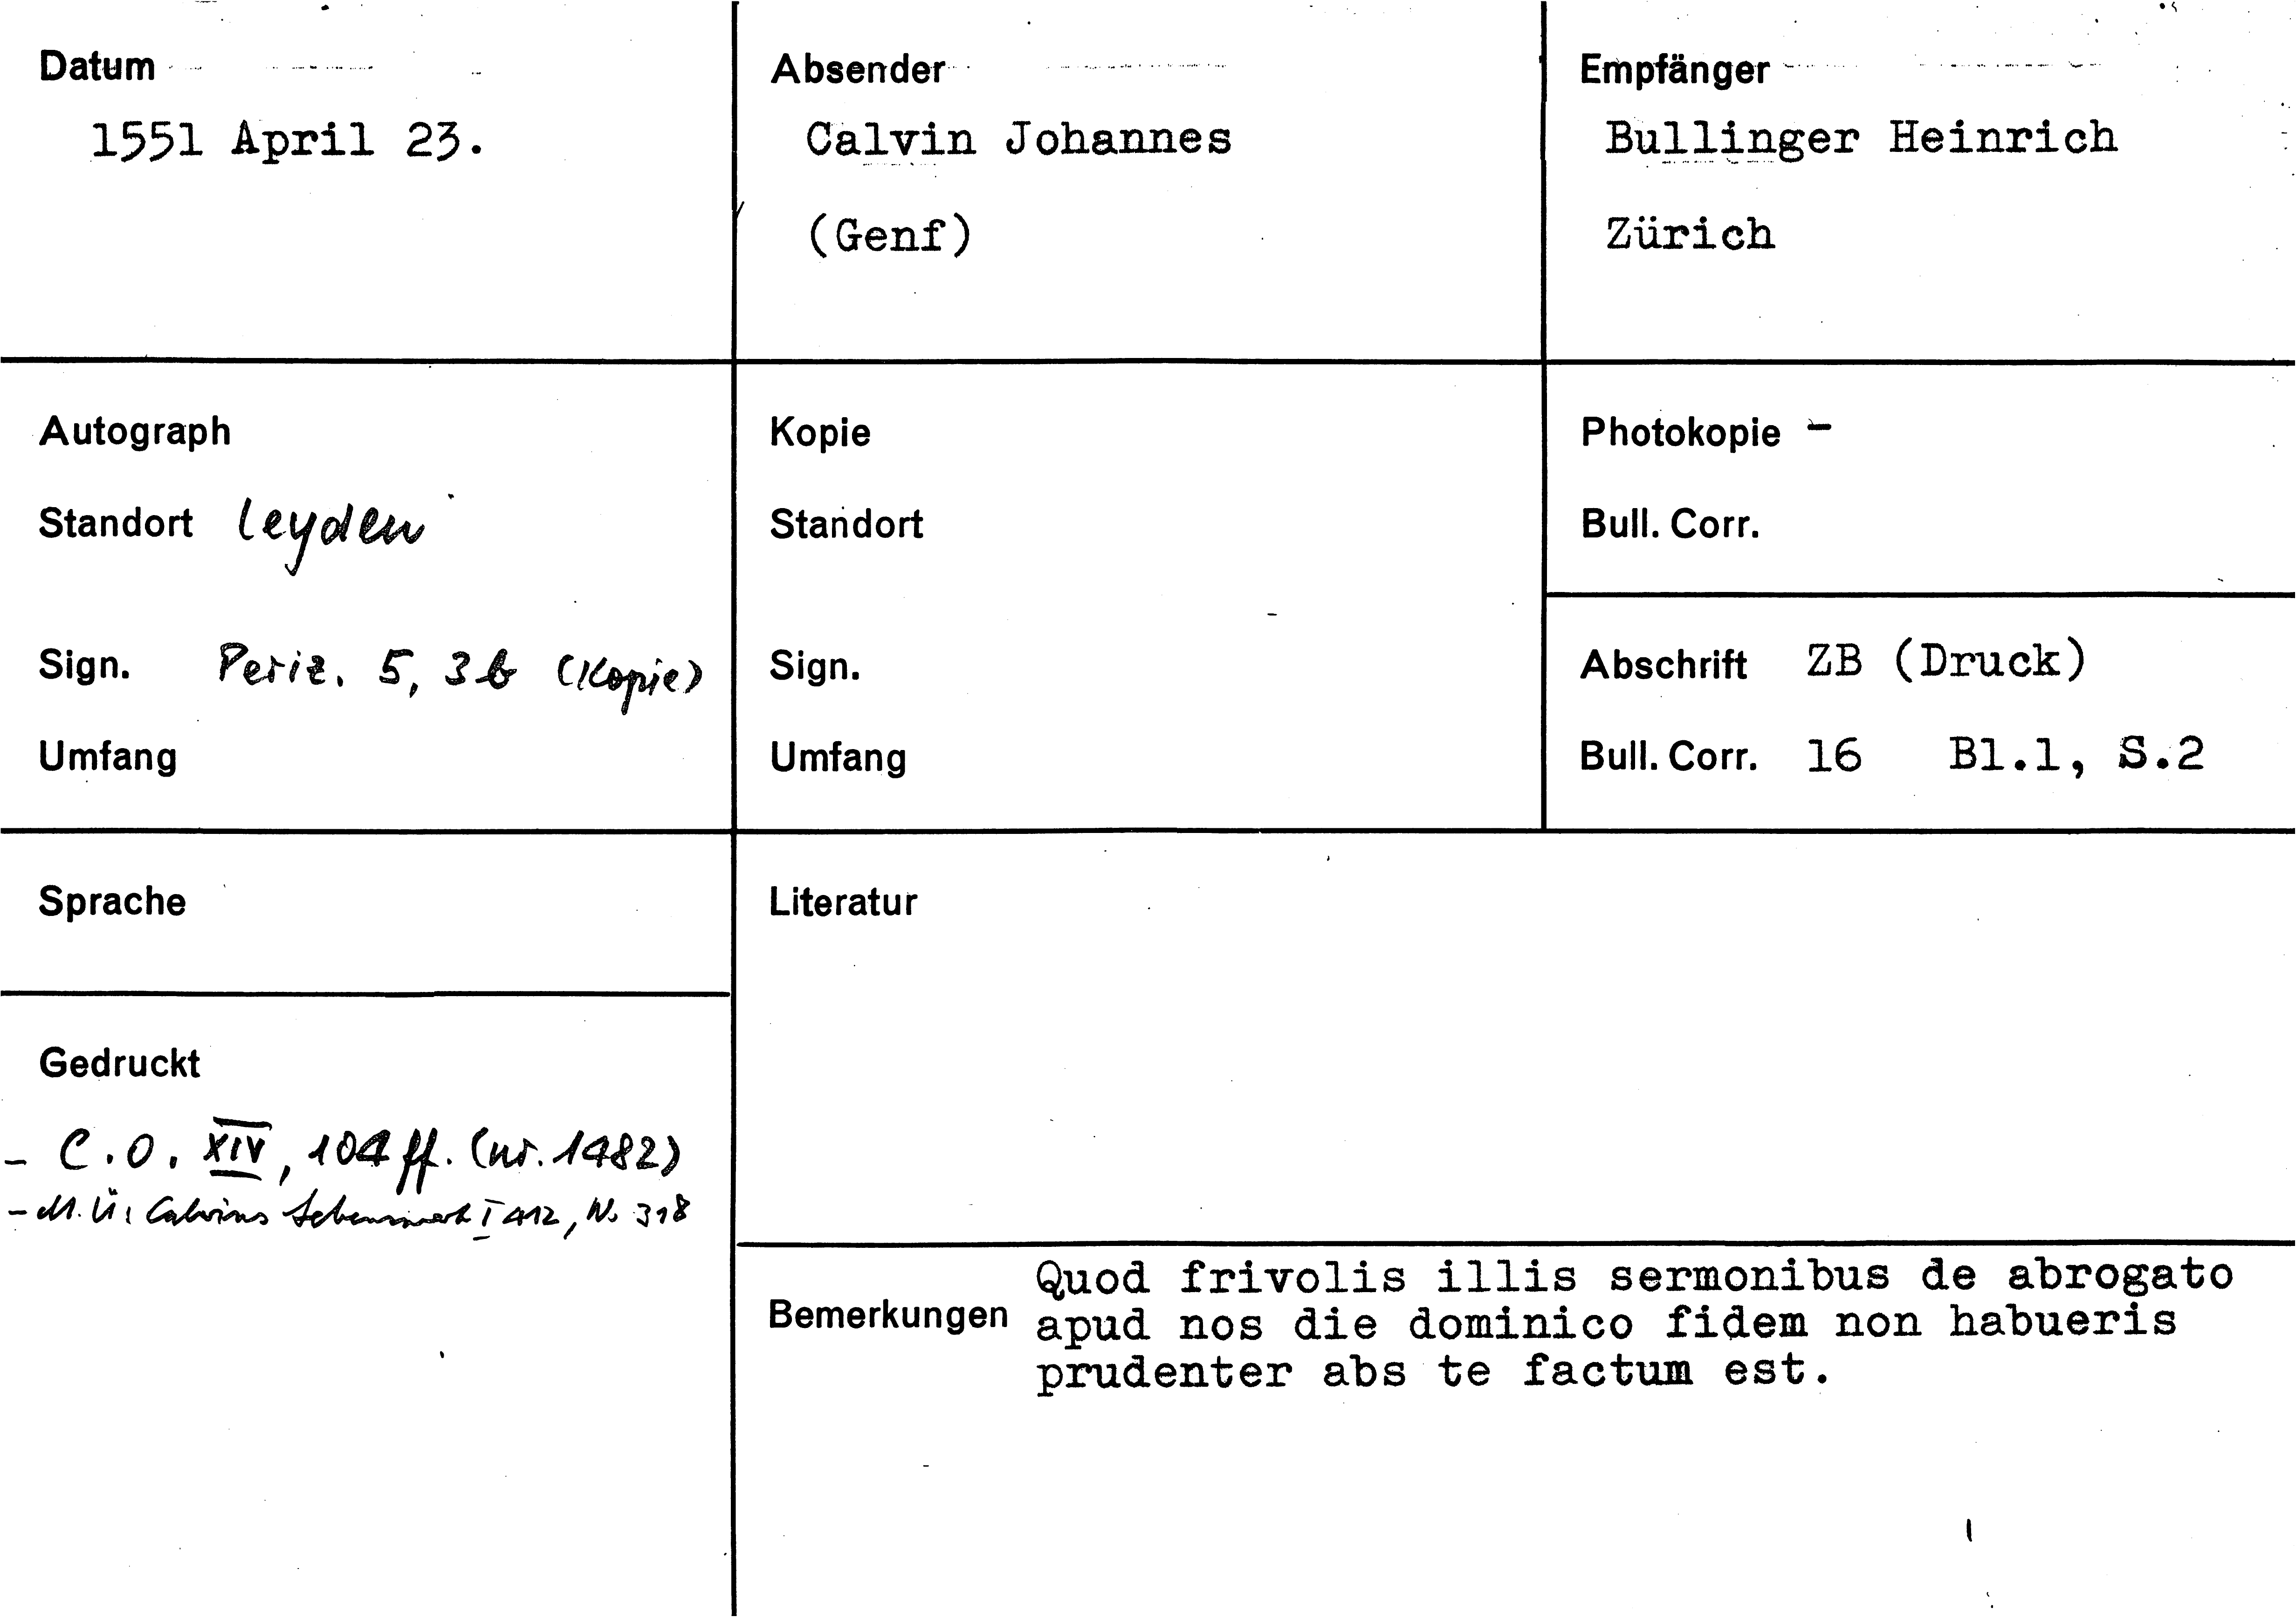 Datum
1551 April 23.
Absender
Calvin Johannes
(Genf)
Empfänger
Bullinger Heinrich
Zürich
Autograph
Standort Leyden
Sign. Periz. 5, 3b (Kopie)
Umfang
Kopie
Standort
Sign.
Umfang
Photokopie -
Bull. Corr.
Abschrift ZB (Druck)
Bull. Corr. 16 Bl.1, S.2
Sprache
Literatur
Gedruckt
- C.O. XIV, 104 ff. (nr. 1482)
- M. Ü: Calvins Lebenswerk I 412, No 318
Bemerkungen
Quod frivolis illis sermonibus de abrogato
apud nos die dominico fidem non habueris
prudenter abs te factum est.